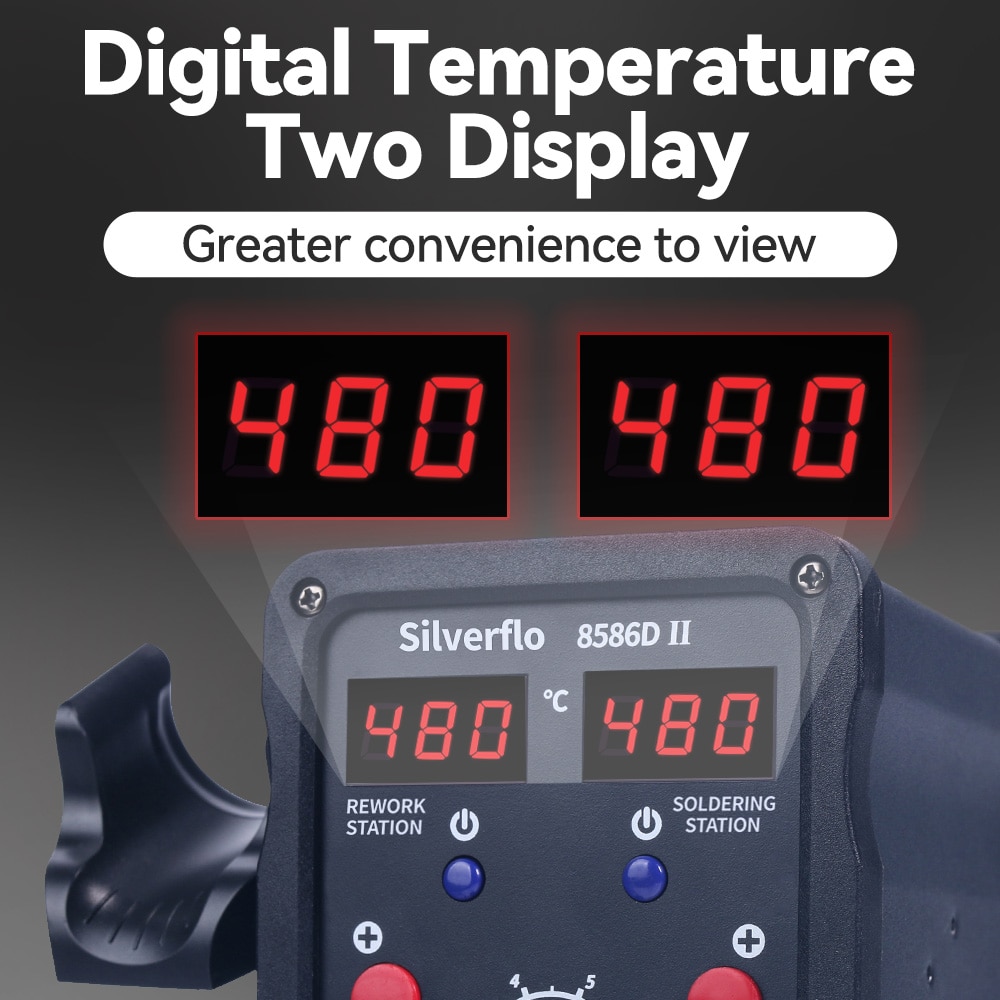 Digital Temperature
Two Display
Greater convenience to view
480 480
Silverflo 8586D II
480 °C 480
REWORK
STATION
SOLDERING
STATION
4 5